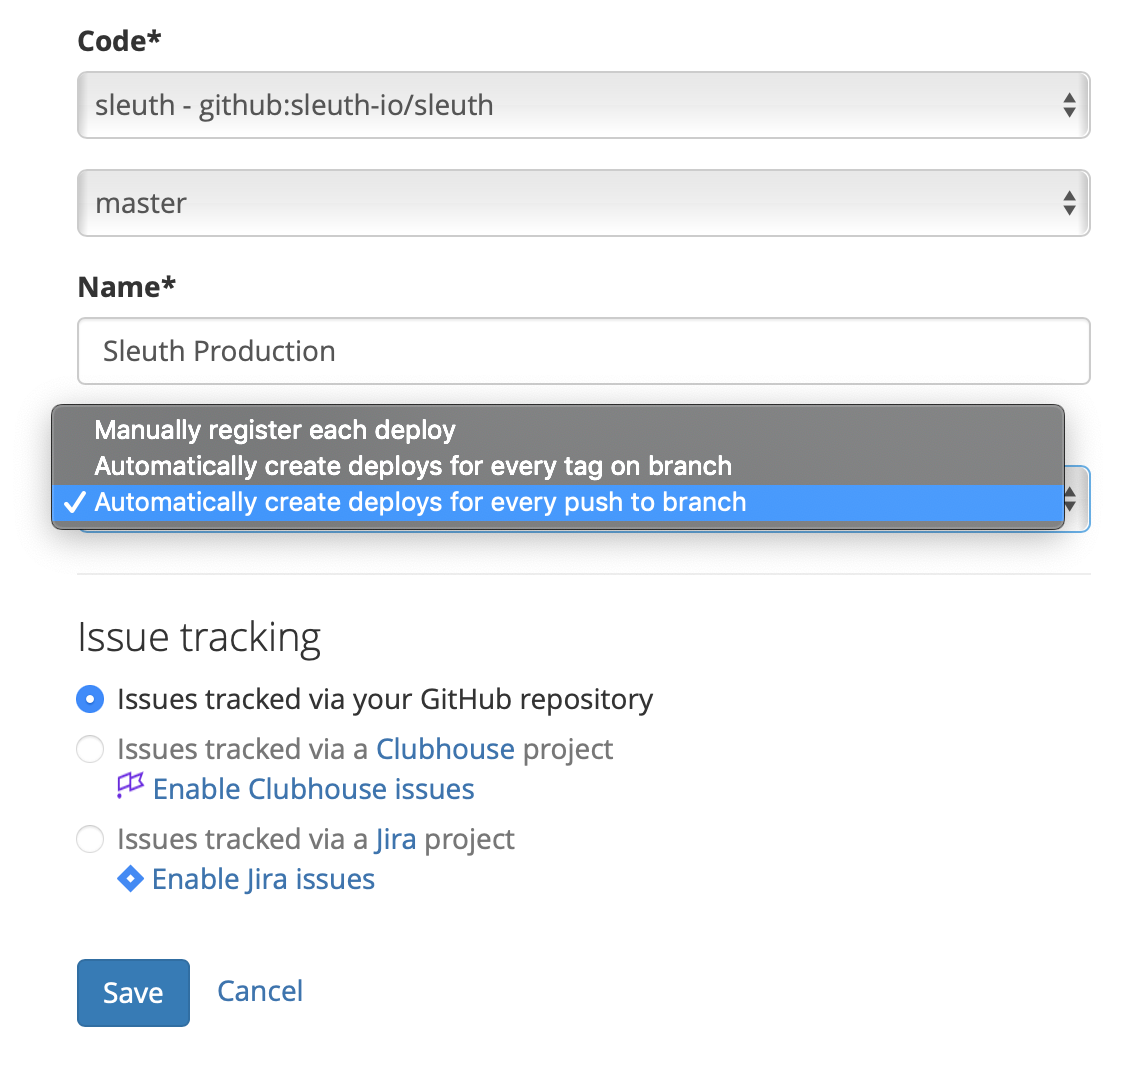 Code*
sleuth - github:sleuth-io/sleuth
master
Name*
Sleuth Production
Manually register each deploy
Automatically create deploys for every tag on branch
Automatically create deploys for every push to branch
Issue tracking
Issues tracked via your GitHub repository
Issues tracked via a Clubhouse project
Enable Clubhouse issues
Issues tracked via a Jira project
Enable Jira issues
Save Cancel